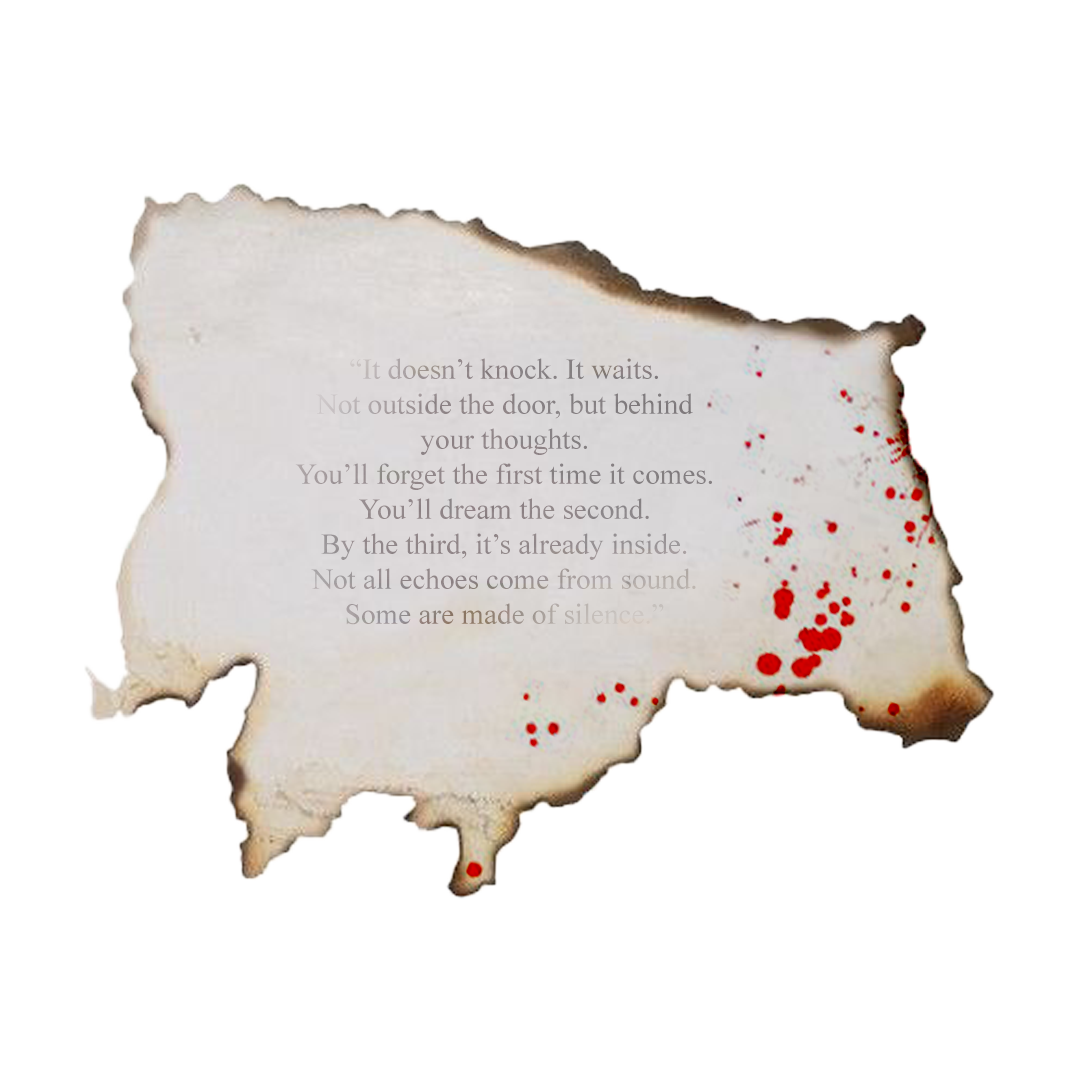 “It doesn’t knock. It waits.
Not outside the door, but behind
your thoughts.
You’ll forget the first time it comes.
You’ll dream the second.
By the third, it’s already inside.
Not all echoes come from sound.
Some are made of silence.”